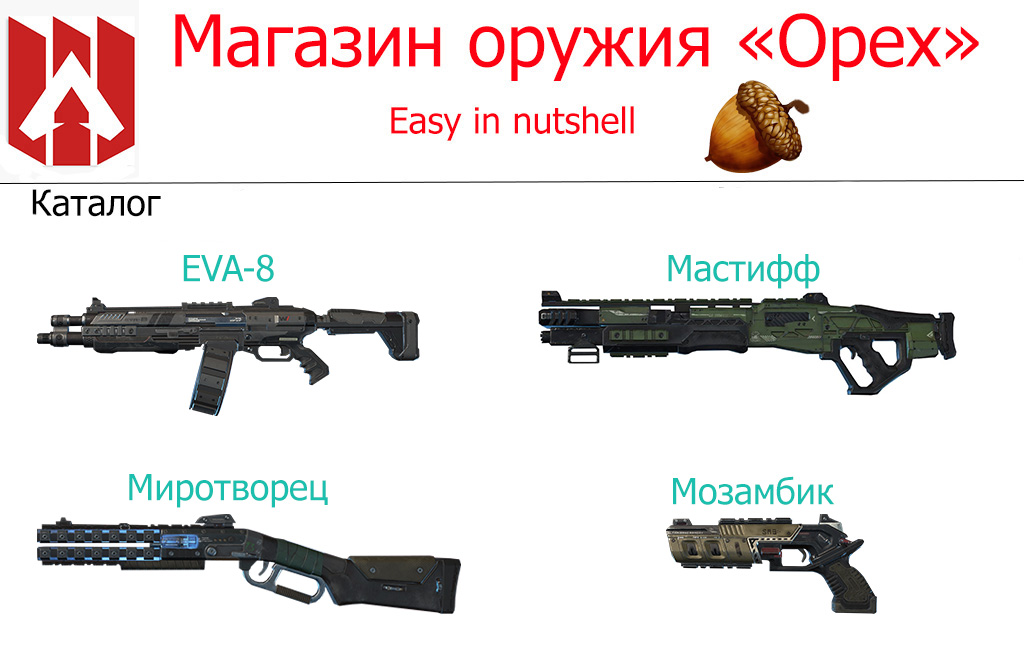 Магазин оружия «Орех»
Easy in nutshell
Каталог
EVA-8
Мастифф
Миротворец
Мозамбик